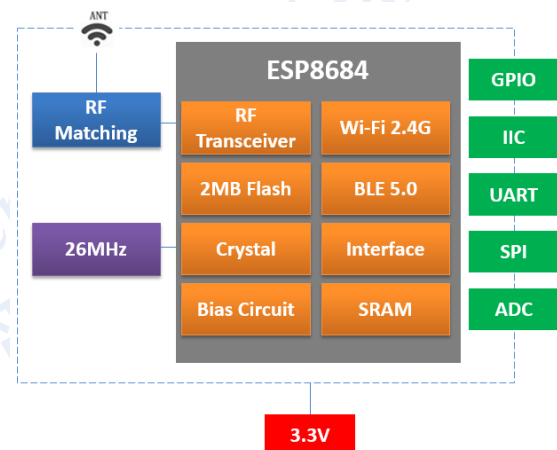 ANT
ESP8684
RF
Matching
RF
Transceiver
Wi-Fi 2.4G
2MB Flash
BLE 5.0
26MHz
Crystal
Interface
Bias Circuit
SRAM
GPIO
IIC
UART
SPI
ADC
3.3V